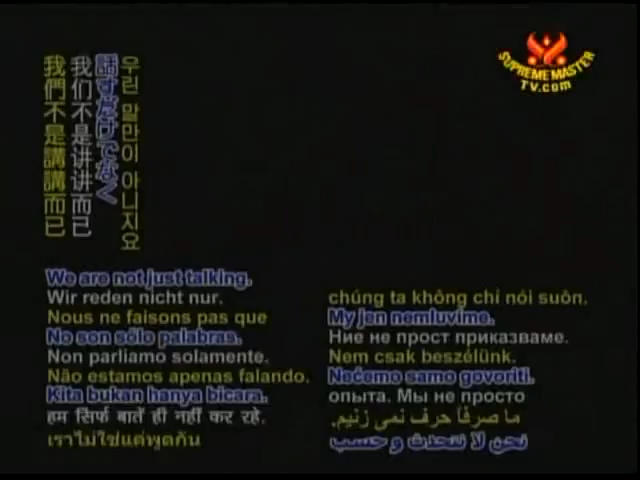 SUPREME MASTER
TV.com
我們不是講講而已
我们不是讲讲而已
話すだけでなく
우린 말만이 아니지요
We are not just talking.
Wir reden nicht nur.
Nous ne faisons pas que
No son sólo palabras.
Non parliamo solamente.
Não estamos apenas falando.
Kita bukan hanya bicara.
हम सिर्फ बातें ही नहीं कर रहे.
เราไม่ใช่แต่พูดกัน
chúng ta không chỉ nói suôn.
My jen nemluvíme.
Ние не прост приказваме.
Nem csak beszélünk.
Nećemo samo govoriti.
опыта. Мы не просто
ما صرفاً حرف نمی زنیم.
نحن لا نتحدث و حسب